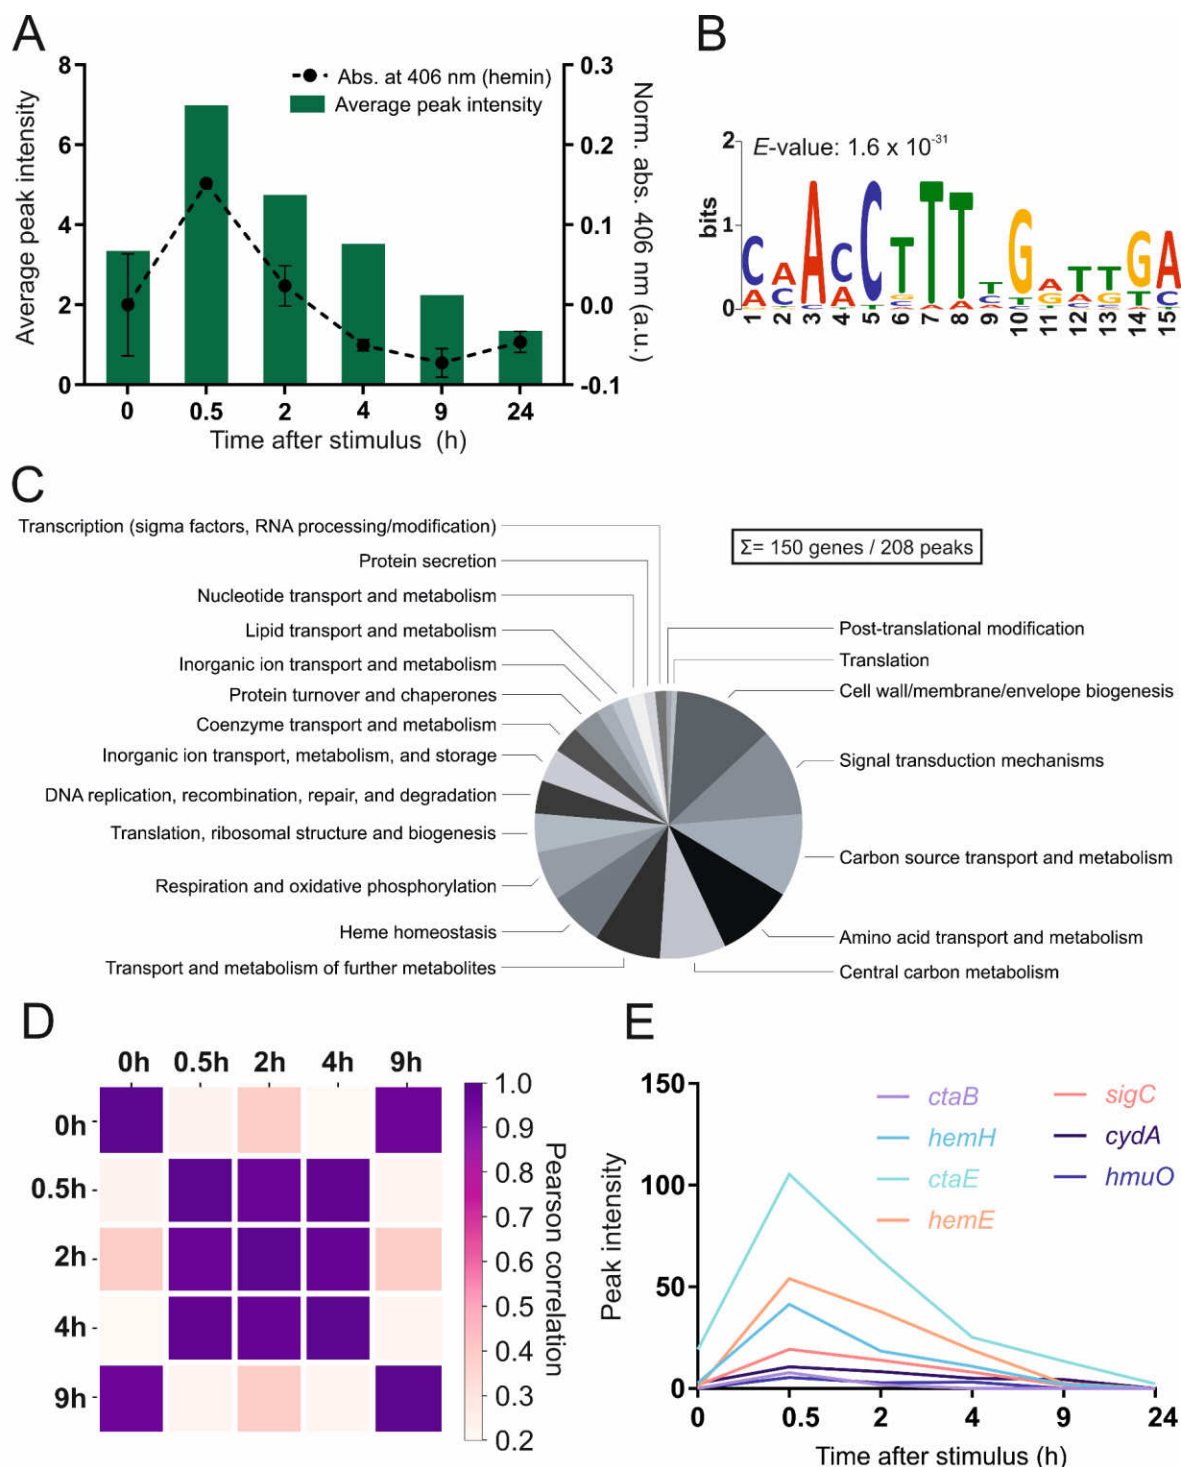 A
Average peak intensity
8
6
4
2
0
Abs. at 406 nm (hemin)
Average peak intensity
0.3
0.2
0.1
0.0
-0.1
Norm. abs. 406 nm (a.u.)
0 0.5 2 4 9 24
Time after stimulus (h)
B
bits
2
1
0
E-value: 1.6 x 10⁻³¹
1 2 3 4 5 6 7 8 9 10 11 12 13 14 15
C
Σ= 150 genes / 208 peaks
Transcription (sigma factors, RNA processing/modification)
Protein secretion
Nucleotide transport and metabolism
Lipid transport and metabolism
Inorganic ion transport and metabolism
Protein turnover and chaperones
Coenzyme transport and metabolism
Inorganic ion transport, metabolism, and storage
DNA replication, recombination, repair, and degradation
Translation, ribosomal structure and biogenesis
Respiration and oxidative phosphorylation
Heme homeostasis
Transport and metabolism of further metabolites
Post-translational modification
Translation
Cell wall/membrane/envelope biogenesis
Signal transduction mechanisms
Carbon source transport and metabolism
Amino acid transport and metabolism
Central carbon metabolism
D
0h 0.5h 2h 4h 9h
0h
0.5h
2h
4h
9h
1.0
0.9
0.8
0.7
0.6
0.5
0.4
0.3
0.2
Pearson correlation
E
Peak intensity
150
100
50
0
ctaB
hemH
ctaE
hemE
sigC
cydA
hmuO
0 0.5 2 4 9 24
Time after stimulus (h)